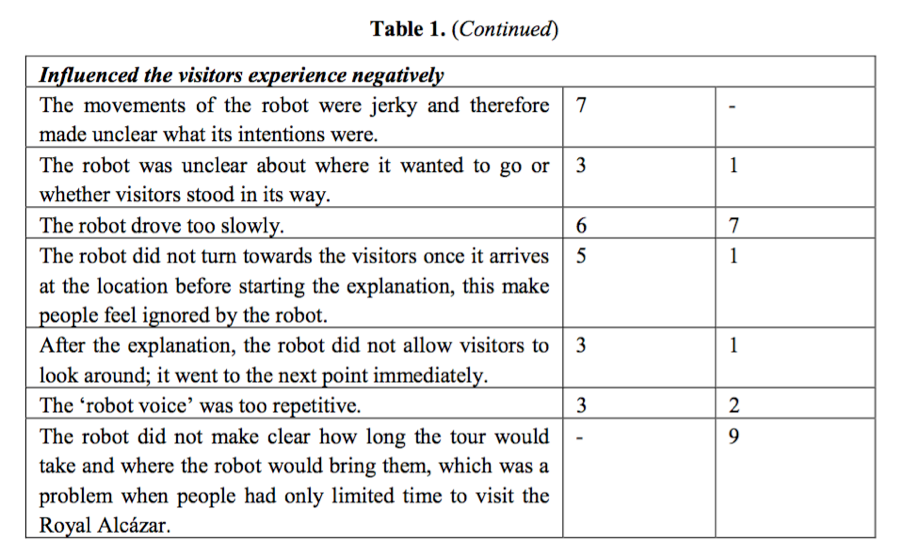 Table 1. (Continued)
Influenced the visitors experience negatively
The movements of the robot were jerky and therefore 7 -
made unclear what its intentions were.
The robot was unclear about where it wanted to go or 3 1
whether visitors stood in its way.
The robot drove too slowly. 6 7
The robot did not turn towards the visitors once it arrives 5 1
at the location before starting the explanation, this make
people feel ignored by the robot.
After the explanation, the robot did not allow visitors to 3 1
look around; it went to the next point immediately.
The ‘robot voice’ was too repetitive. 3 2
The robot did not make clear how long the tour would - 9
take and where the robot would bring them, which was a
problem when people had only limited time to visit the
Royal Alcázar.